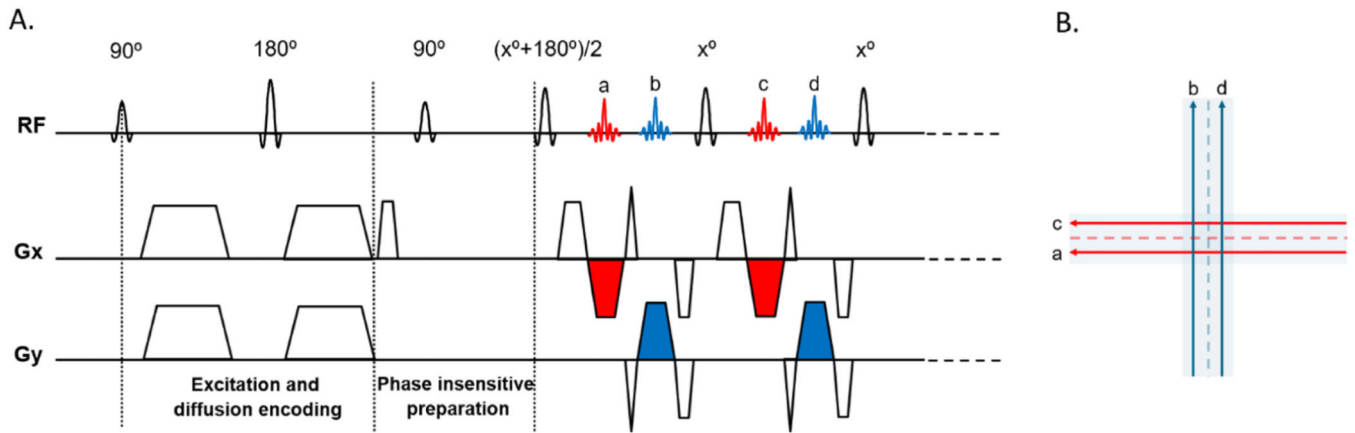 A.
B.
90º
180º
90º
(xº+180º)/2
xº
xº
a
b
c
d
RF
Gx
Gy
Excitation and
diffusion encoding
Phase insensitive
preparation
b
d
c
a